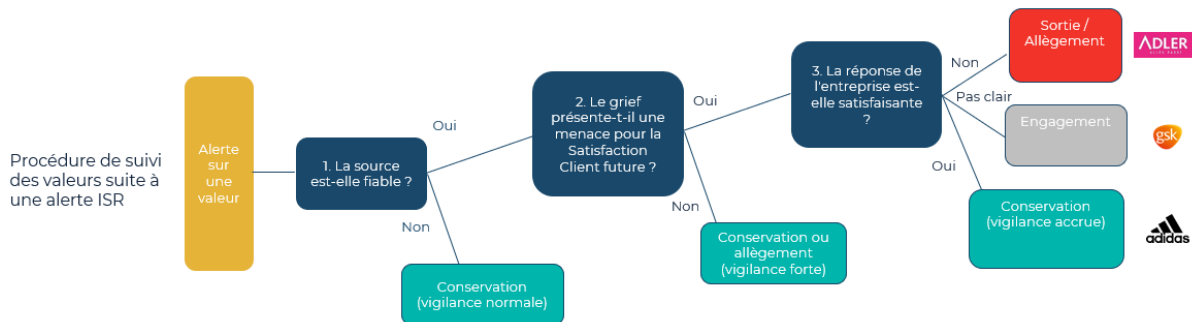 Procédure de suivi
des valeurs suite à
une alerte ISR
Alerte
sur
une
valeur
1. La source
est-elle fiable ?
Oui
Non
Conservation
(vigilance normale)
2. Le grief
présente-t-il une
menace pour la
Satisfaction
Client future ?
Oui
Non
Conservation ou
allègement
(vigilance forte)
3. La réponse de
l'entreprise est-
elle satisfaisante
?
Non
Pas clair
Oui
Sortie /
Allègement
ADLER
Engagement
gsk
Conservation
(vigilance accrue)
adidas